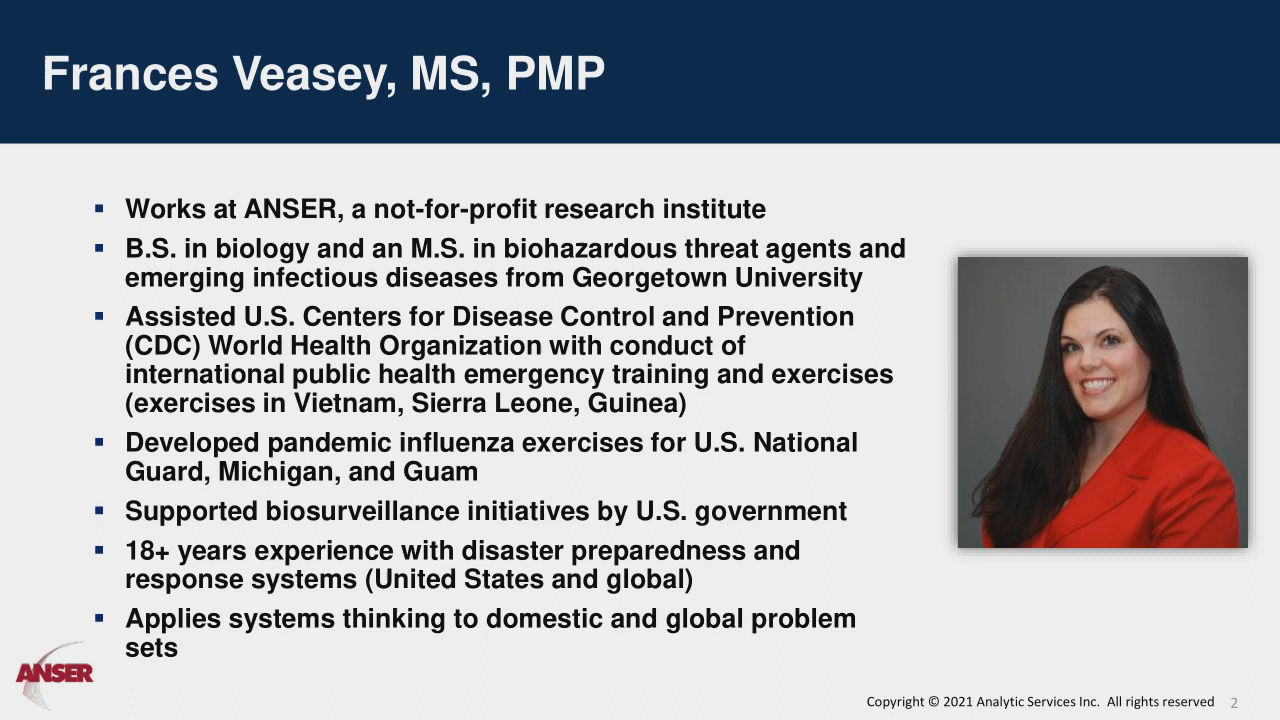 Frances Veasey, MS, PMP
▪ Works at ANSER, a not-for-profit research institute
▪ B.S. in biology and an M.S. in biohazardous threat agents and
emerging infectious diseases from Georgetown University
▪ Assisted U.S. Centers for Disease Control and Prevention
(CDC) World Health Organization with conduct of
international public health emergency training and exercises
(exercises in Vietnam, Sierra Leone, Guinea)
▪ Developed pandemic influenza exercises for U.S. National
Guard, Michigan, and Guam
▪ Supported biosurveillance initiatives by U.S. government
▪ 18+ years experience with disaster preparedness and
response systems (United States and global)
▪ Applies systems thinking to domestic and global problem
sets
ANSER
Copyright © 2021 Analytic Services Inc. All rights reserved 2